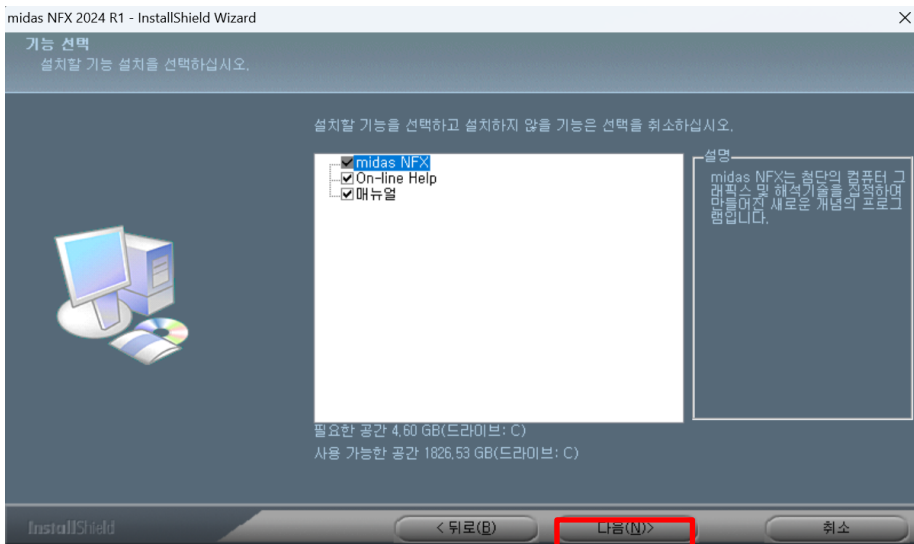 midas NFX 2024 R1 - InstallShield Wizard
기능 선택
설치할 기능 설치를 선택하십시오.
설치할 기능을 선택하고 설치하지 않을 기능은 선택을 취소하십시오.
midas NFX
On-line Help
매뉴얼
설명
midas NFX는 첨단의 컴퓨터 그
래픽스 및 해석기술을 집적하여
만들어진 새로운 개념의 프로그
램입니다.
필요한 공간 4.60 GB(드라이브: C)
사용 가능한 공간 1826.53 GB(드라이브: C)
InstallShield
< 뒤로(B)
다음(N)>
취소